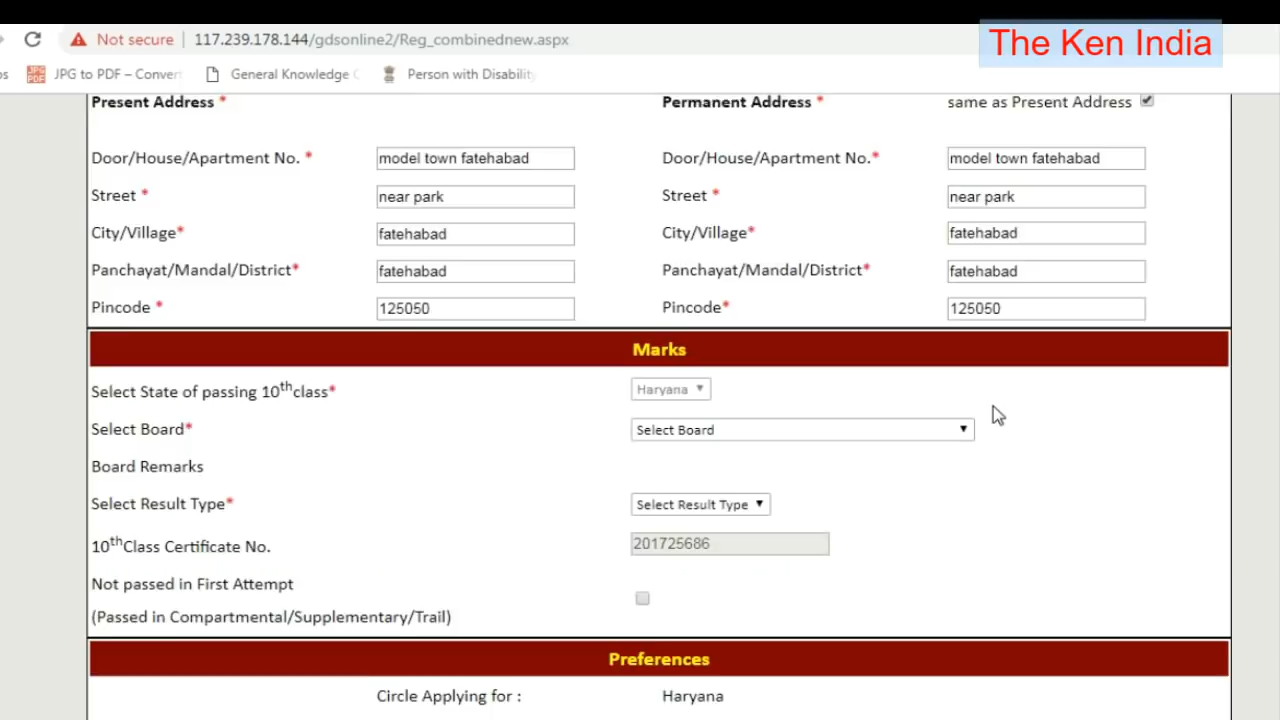 Not secure | 117.239.178.144/gdsonline2/Reg_combinednew.aspx
The Ken India
JPG to PDF – Conver General Knowledge Person with Disability
Present Address * Permanent Address * same as Present Address
Door/House/Apartment No. * model town fatehabad Door/House/Apartment No.* model town fatehabad
Street * near park Street * near park
City/Village* fatehabad City/Village* fatehabad
Panchayat/Mandal/District* fatehabad Panchayat/Mandal/District* fatehabad
Pincode * 125050 Pincode* 125050
Marks
Select State of passing 10thclass* Haryana
Select Board* Select Board
Board Remarks
Select Result Type* Select Result Type
10thClass Certificate No. 201725686
Not passed in First Attempt
(Passed in Compartmental/Supplementary/Trail)
Preferences
Circle Applying for : Haryana